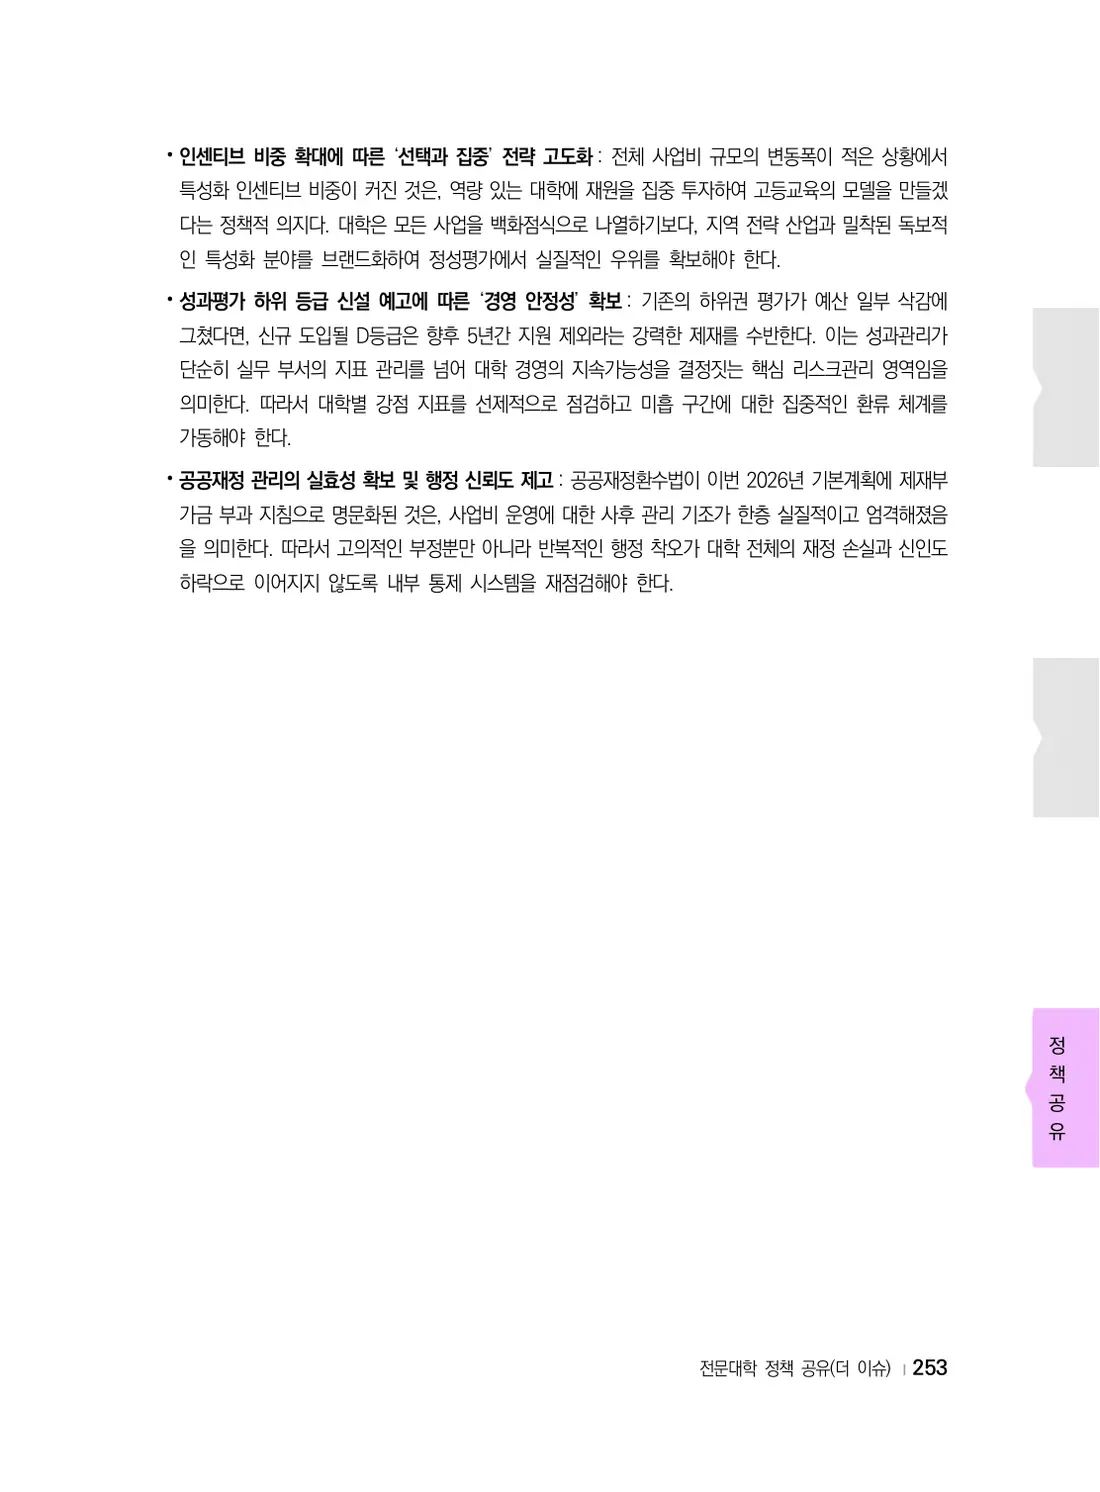 • 인센티브 비중 확대에 따른 ‘선택과 집중’ 전략 고도화 : 전체 사업비 규모의 변동폭이 적은 상황에서
특성화 인센티브 비중이 커진 것은, 역량 있는 대학에 재원을 집중 투자하여 고등교육의 모델을 만들겠
다는 정책적 의지다. 대학은 모든 사업을 백화점식으로 나열하기보다, 지역 전략 산업과 밀착된 독보적
인 특성화 분야를 브랜드화하여 정성평가에서 실질적인 우위를 확보해야 한다.
• 성과평가 하위 등급 신설 예고에 따른 ‘경영 안정성’ 확보 : 기존의 하위권 평가가 예산 일부 삭감에
그쳤다면, 신규 도입될 D등급은 향후 5년간 지원 제외라는 강력한 제재를 수반한다. 이는 성과관리가
단순히 실무 부서의 지표 관리를 넘어 대학 경영의 지속가능성을 결정짓는 핵심 리스크관리 영역임을
의미한다. 따라서 대학별 강점 지표를 선제적으로 점검하고 미흡 구간에 대한 집중적인 환류 체계를
가동해야 한다.
• 공공재정 관리의 실효성 확보 및 행정 신뢰도 제고 : 공공재정환수법이 이번 2026년 기본계획에 제재부
가금 부과 지침으로 명문화된 것은, 사업비 운영에 대한 사후 관리 기조가 한층 실질적이고 엄격해졌음
을 의미한다. 따라서 고의적인 부정뿐만 아니라 반복적인 행정 착오가 대학 전체의 재정 손실과 신인도
하락으로 이어지지 않도록 내부 통제 시스템을 재점검해야 한다.
정
책
공
유
전문대학 정책 공유(더 이슈) | 253